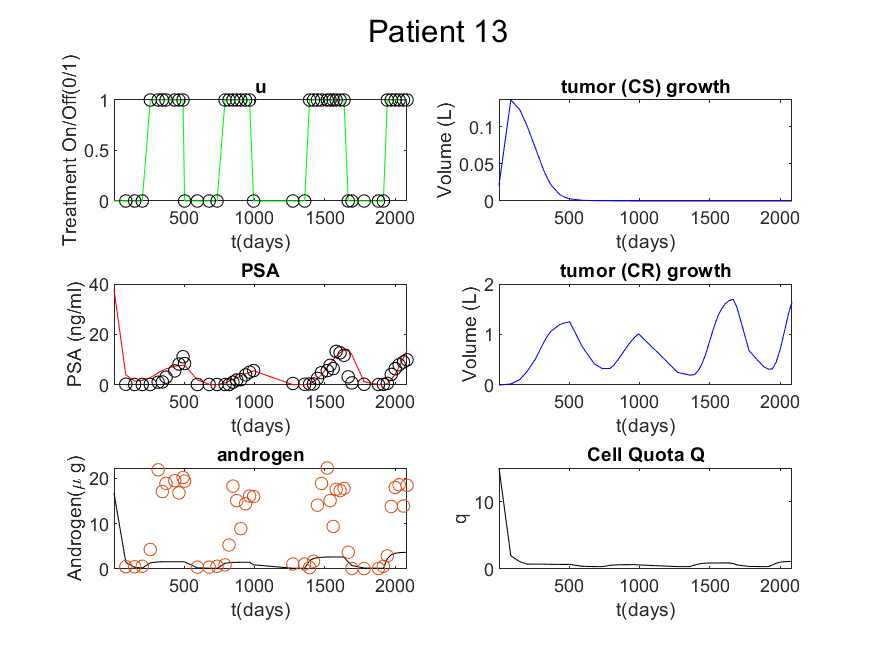 Patient 13
u
Treatment On/Off(0/1)
1
0.5
0
500
1000
1500
2000
t(days)
tumor (CS) growth
Volume (L)
0.1
0.05
0
500
1000
1500
2000
t(days)
PSA
PSA (ng/ml)
40
20
0
500
1000
1500
2000
t(days)
tumor (CR) growth
Volume (L)
2
1
0
500
1000
1500
2000
t(days)
androgen
Androgen(μ g)
20
10
0
500
1000
1500
2000
t(days)
Cell Quota Q
q
10
0
500
1000
1500
2000
t(days)